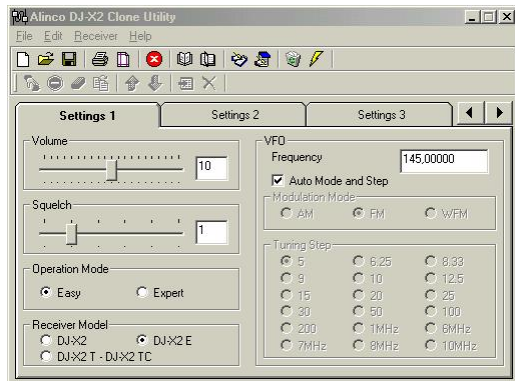 Alinco DJ-X2 Clone Utility
File Edit Receiver Help
Settings 1 Settings 2 Settings 3
Volume
10
Squelch
1
Operation Mode
Easy Expert
Receiver Model
DJ-X2 DJ-X2 E
DJ-X2 T - DJ-X2 TC
VFO
Frequency 145,00000
Auto Mode and Step
Modulation Mode
AM FM WFM
Tuning Step
5 6.25 8.33
9 10 12.5
15 20 25
30 50 100
200 1MHz 6MHz
7MHz 8MHz 10MHz